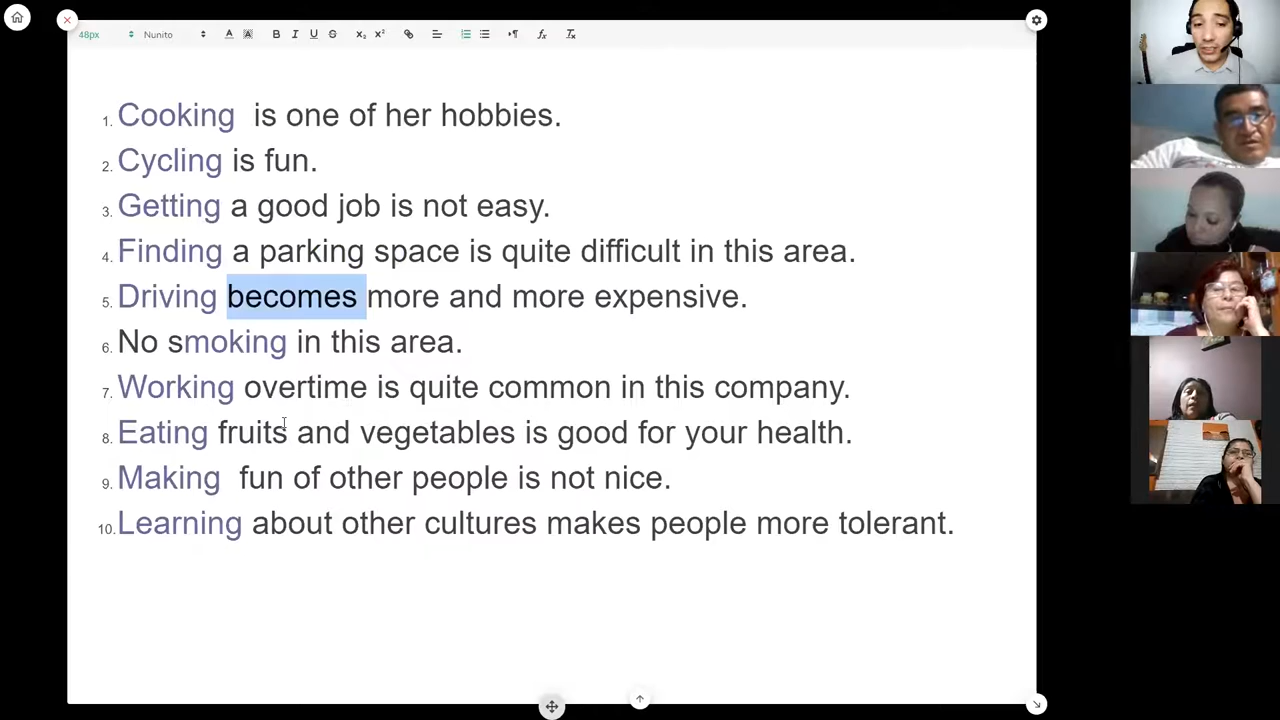 48px Nunito B I U S X₂ X² fx Tx
1. Cooking is one of her hobbies.
2. Cycling is fun.
3. Getting a good job is not easy.
4. Finding a parking space is quite difficult in this area.
5. Driving becomes more and more expensive.
6. No smoking in this area.
7. Working overtime is quite common in this company.
8. Eating fruits and vegetables is good for your health.
9. Making fun of other people is not nice.
10. Learning about other cultures makes people more tolerant.